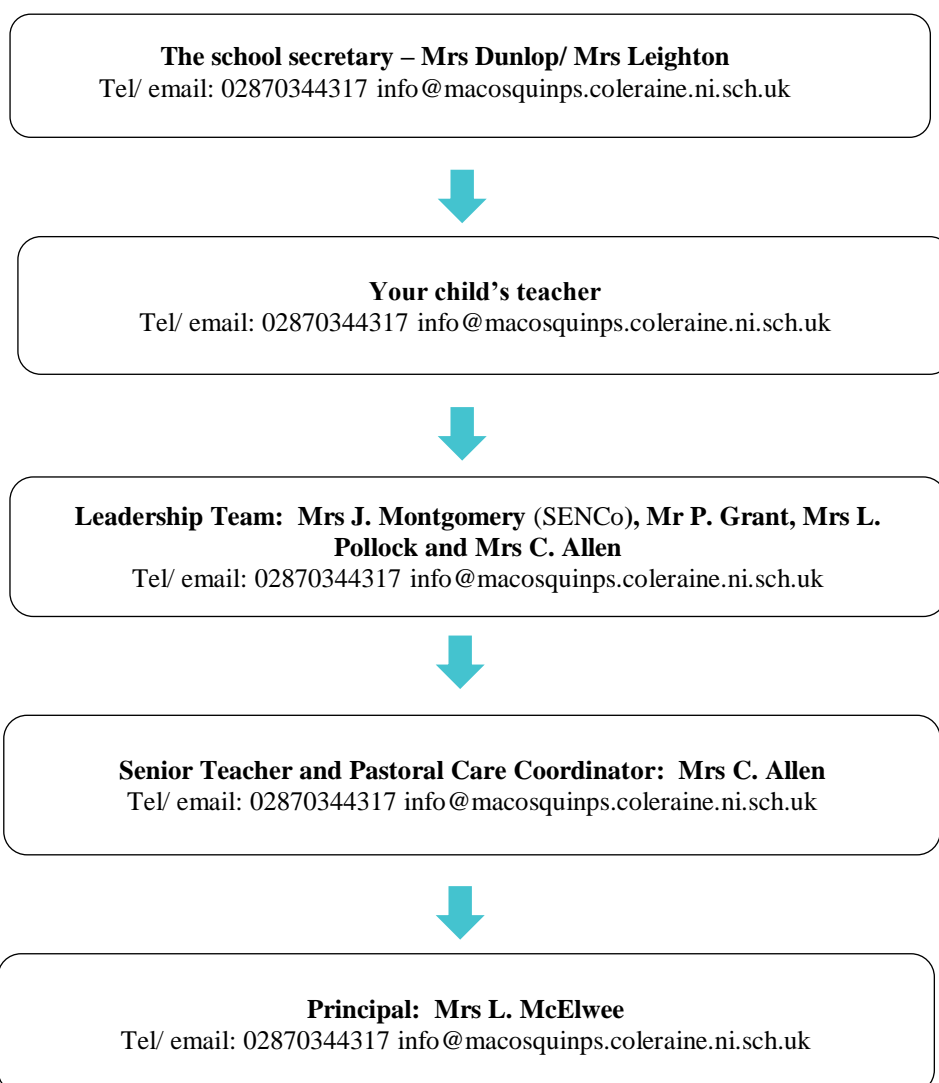 The school secretary – Mrs Dunlop/ Mrs Leighton
Tel/ email: 02870344317 info@macosquinps.coleraine.ni.sch.uk
Your child’s teacher
Tel/ email: 02870344317 info@macosquinps.coleraine.ni.sch.uk
Leadership Team:  Mrs J. Montgomery (SENCo), Mr P. Grant, Mrs L.
Pollock and Mrs C. Allen
Tel/ email: 02870344317 info@macosquinps.coleraine.ni.sch.uk
Senior Teacher and Pastoral Care Coordinator:  Mrs C. Allen
Tel/ email: 02870344317 info@macosquinps.coleraine.ni.sch.uk
Principal:  Mrs L. McElwee
Tel/ email: 02870344317 info@macosquinps.coleraine.ni.sch.uk